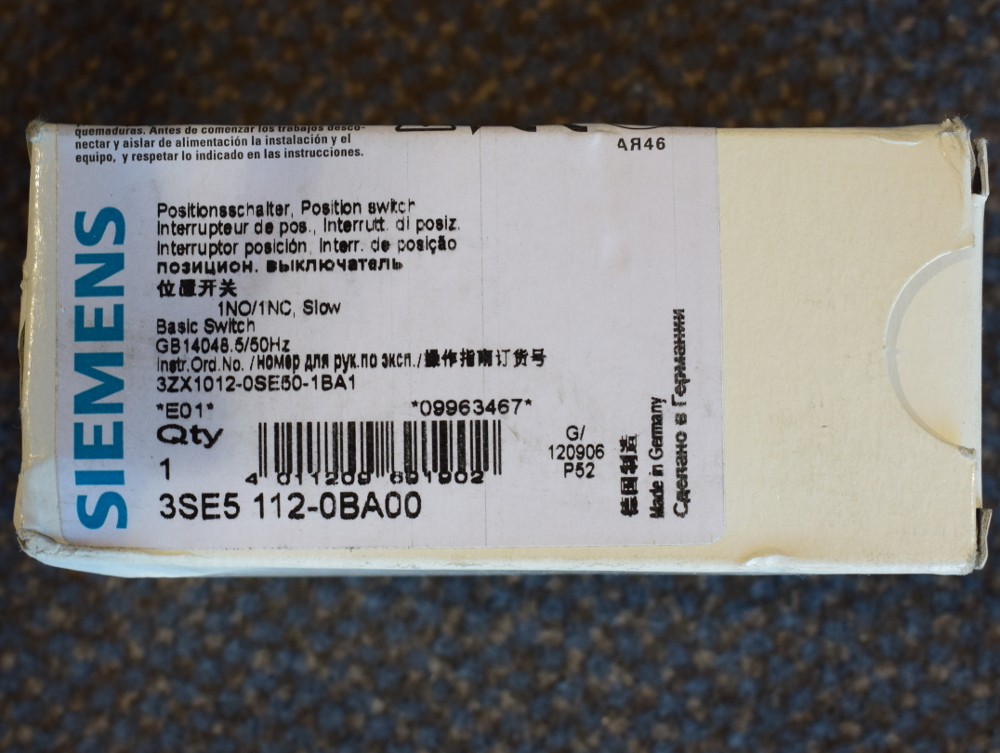 quemaduras. Antes de comenzar los trabajos desco-
nectar y aislar de alimentación la instalación y el
equipo, y respetar lo indicado en las instrucciones.
АЯ46
SIEMENS
Positionsschalter, Position switch
Interrupteur de pos., Interrutt. di posiz.
Interruptor posición, Interr. de posição
позицион. выключатель
位置开关
1NO/1NC, Slow
Basic Switch
GB14048.5/50Hz
Instr.Ord.No./номер для рук.по эксп./操作指南订货号
3ZX1012-0SE50-1BA1
*E01* *09963467*
Qty
1
4 011209 691902
3SE5 112-0BA00
G/
120906
P52
德国制造
Made in Germany
Сделано в Германии